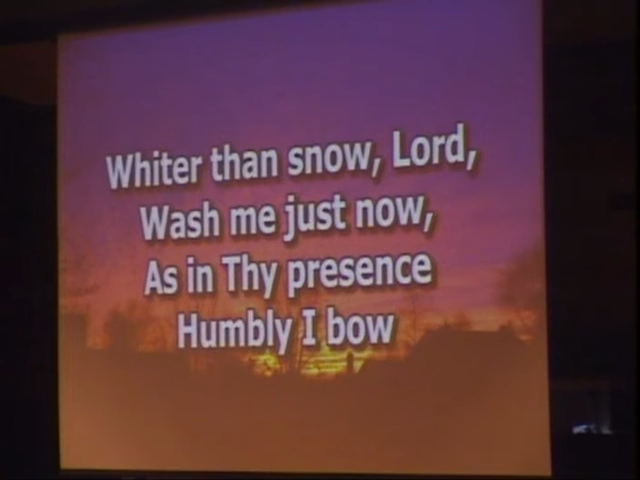 Whiter than snow, Lord,
Wash me just now,
As in Thy presence
Humbly I bow